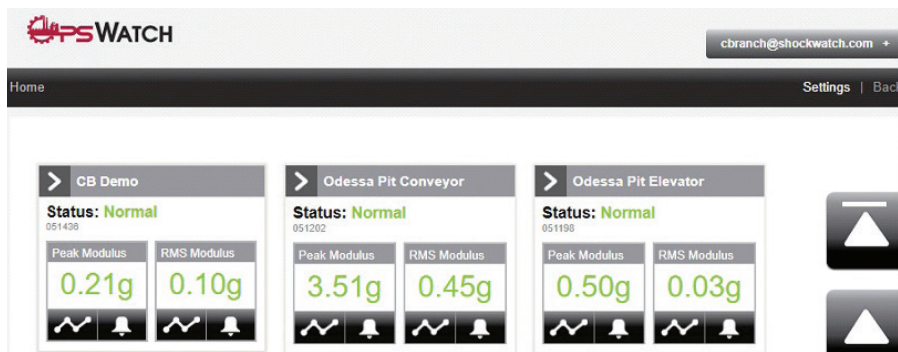 OPSWATCH
cbranch@shockwatch.com +
Home
Settings | Back
CB Demo
Status: Normal
051436
Peak Modulus
RMS Modulus
0.21g
0.10g
Odessa Pit Conveyor
Status: Normal
051202
Peak Modulus
RMS Modulus
3.51g
0.45g
Odessa Pit Elevator
Status: Normal
051198
Peak Modulus
RMS Modulus
0.50g
0.03g